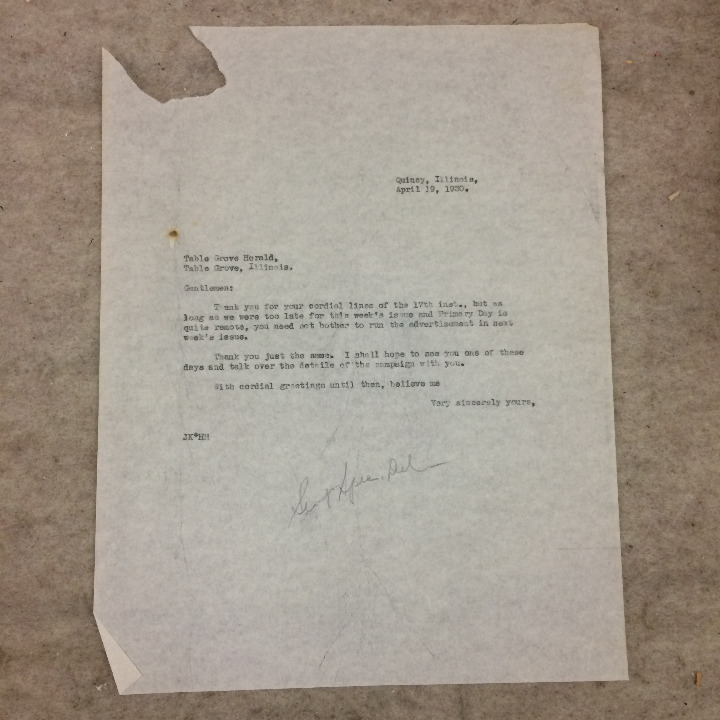 Quincy, Illinois,
April 19, 1930.
Table Grove Herald,
Table Grove, Illinois.
Gentlemen:
Thank you for your cordial lines of the 17th inst., but as
long as we were too late for this week's issue and Primary Day is
quite remote, you need not bother to run the advertisement in next
week's issue.
Thank you just the same. I shall hope to see you one of these
days and talk over the details of the campaign with you.
With cordial greetings until then, believe me
Very sincerely yours,
JK*HH
Sent Spec. Del